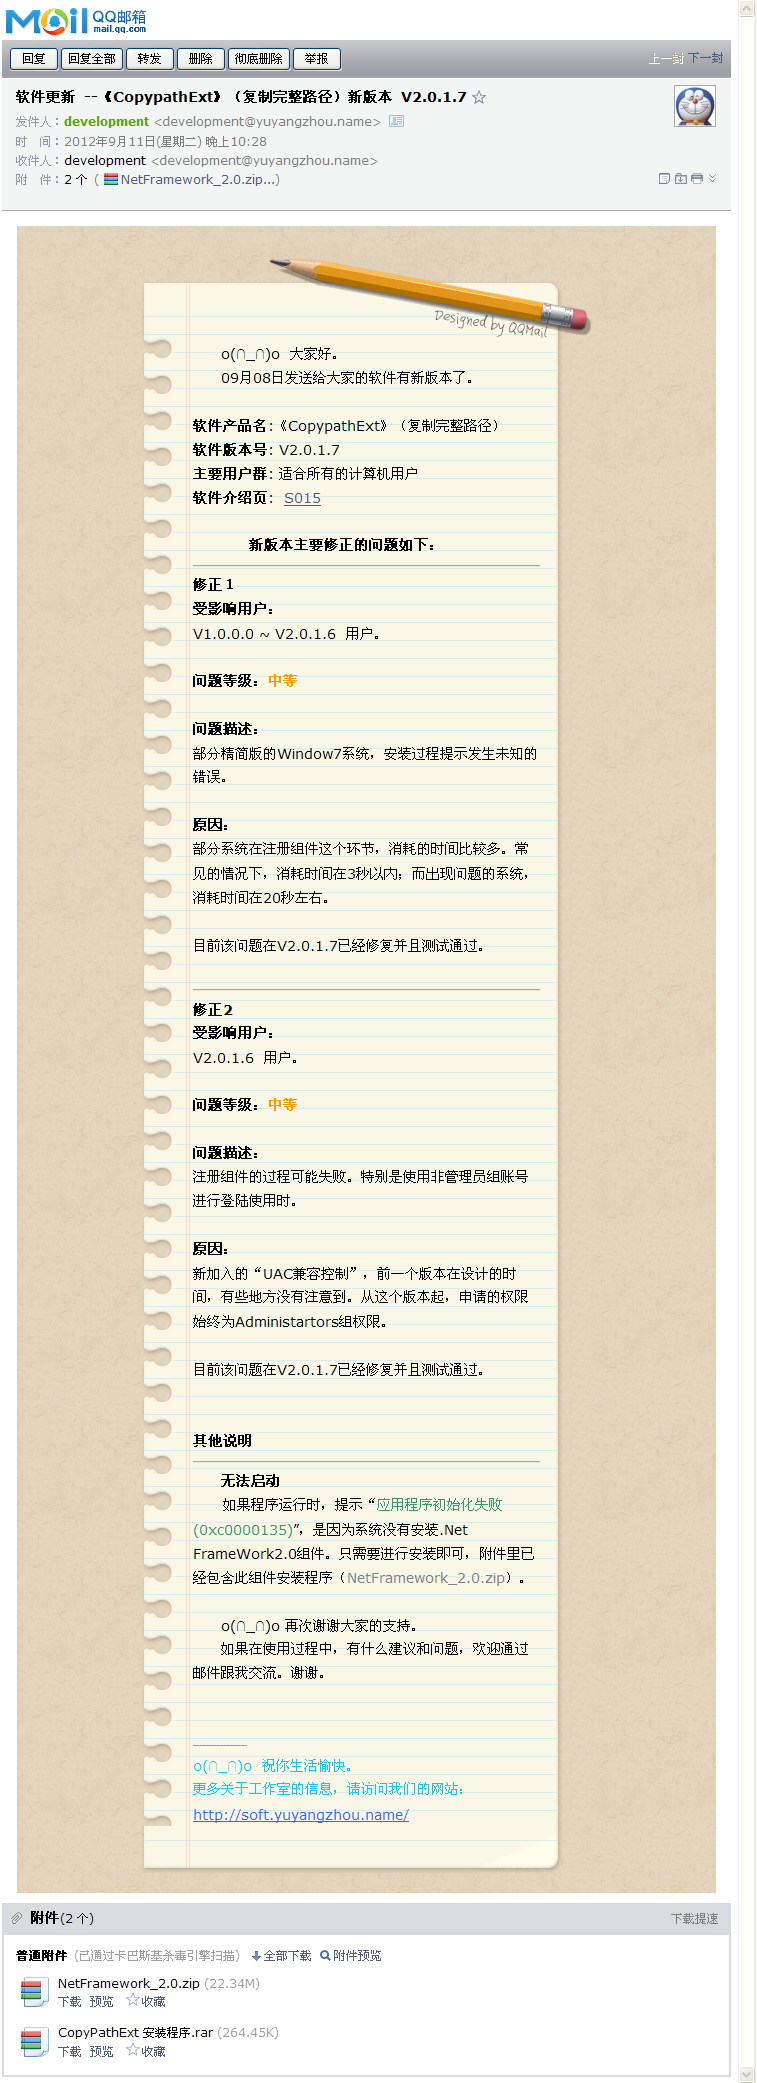 Mail QQ邮箱
mail.qq.com
回复 回复全部 转发 删除 彻底删除 举报 上一封 下一封
软件更新 --《CopypathExt》（复制完整路径）新版本 V2.0.1.7
发件人：development <development@yuyangzhou.name>
时 间：2012年9月11日(星期二) 晚上10:28
收件人：development <development@yuyangzhou.name>
附 件：2 个 ( NetFramework_2.0.zip...)
Designed by QQMail
o(∩_∩)o 大家好。
09月08日发送给大家的软件有新版本了。
软件产品名：《CopypathExt》（复制完整路径）
软件版本号：V2.0.1.7
主要用户群：适合所有的计算机用户
软件介绍页： S015
新版本主要修正的问题如下：
修正１
受影响用户：
V1.0.0.0 ~ V2.0.1.6 用户。
问题等级：中等
问题描述：
部分精简版的Window7系统，安装过程提示发生未知的
错误。
原因：
部分系统在注册组件这个环节，消耗的时间比较多。常
见的情况下，消耗时间在3秒以内；而出现问题的系统，
消耗时间在20秒左右。
目前该问题在V2.0.1.7已经修复并且测试通过。
修正2
受影响用户：
V2.0.1.6 用户。
问题等级：中等
问题描述：
注册组件的过程可能失败。特别是使用非管理员组账号
进行登陆使用时。
原因：
新加入的“UAC兼容控制”，前一个版本在设计的时
间，有些地方没有注意到。从这个版本起，申请的权限
始终为Administartors组权限。
目前该问题在V2.0.1.7已经修复并且测试通过。
其他说明
无法启动
如果程序运行时，提示“应用程序初始化失败
(0xc0000135)”，是因为系统没有安装.Net
FrameWork2.0组件。只需要进行安装即可，附件里已
经包含此组件安装程序（NetFramework_2.0.zip）。
o(∩_∩)o 再次谢谢大家的支持。
如果在使用过程中，有什么建议和问题，欢迎通过
邮件跟我交流。谢谢。
o(∩_∩)o 祝你生活愉快。
更多关于工作室的信息，请访问我们的网站：
http://soft.yuyangzhou.name/
附件(2 个) 下载提速
普通附件 (已通过卡巴斯基杀毒引擎扫描) 全部下载 附件预览
NetFramework_2.0.zip (22.34M)
下载 预览 ☆收藏
CopyPathExt 安装程序.rar (264.45K)
下载 预览 ☆收藏